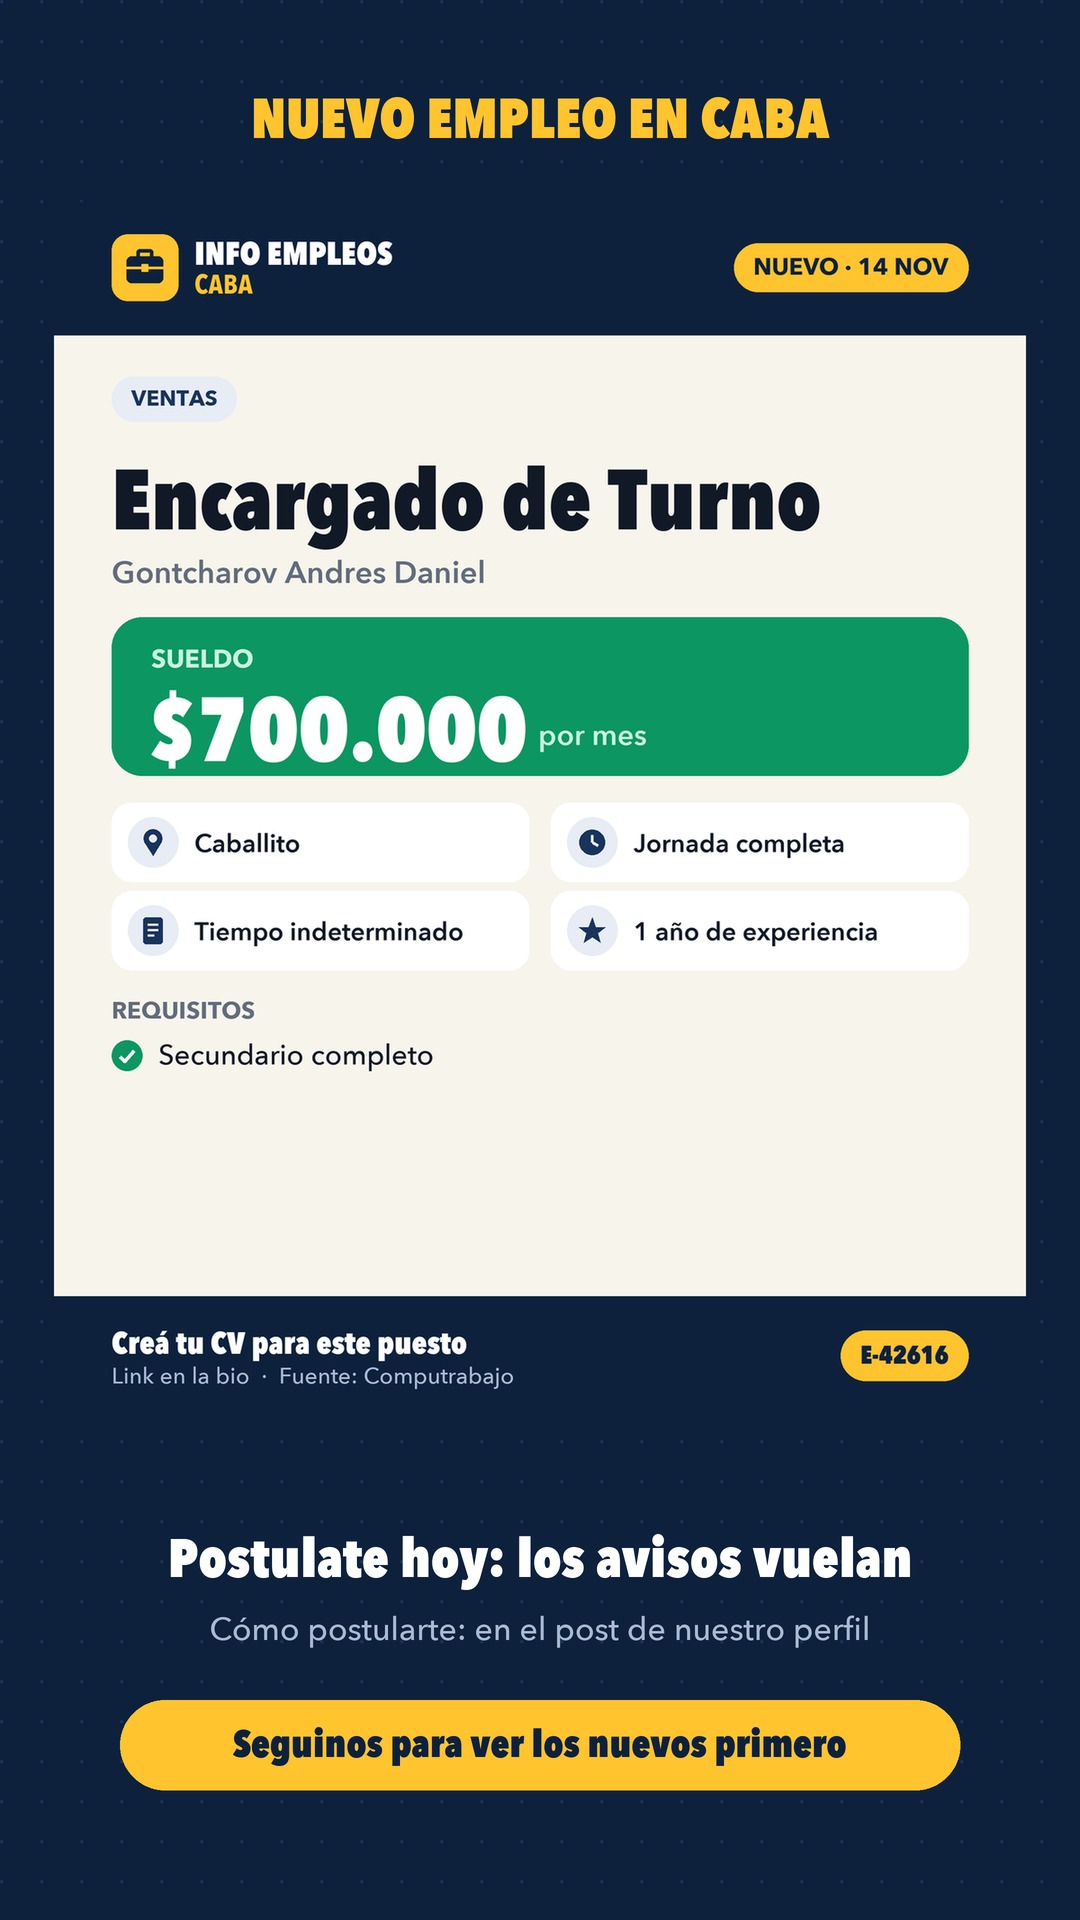 NUEVO EMPLEO EN CABA
INFO EMPLEOS
CABA
NUEVO · 14 NOV
VENTAS
Encargado de Turno
Gontcharov Andres Daniel
SUELDO
$700.000 por mes
Caballito
Jornada completa
Tiempo indeterminado
1 año de experiencia
REQUISITOS
Secundario completo
Creá tu CV para este puesto
Link en la bio · Fuente: Computrabajo
E-42616
Postulate hoy: los avisos vuelan
Cómo postularte: en el post de nuestro perfil
Seguinos para ver los nuevos primero